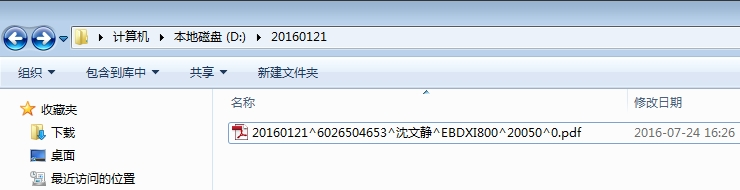 计算机 ▸ 本地磁盘 (D:) ▸ 20160121
组织 包含到库中 共享 新建文件夹
收藏夹
下载
桌面
最近访问的位置
名称 修改日期
20160121^6026504653^沈文静^EBDXI800^20050^0.pdf 2016-07-24 16:26